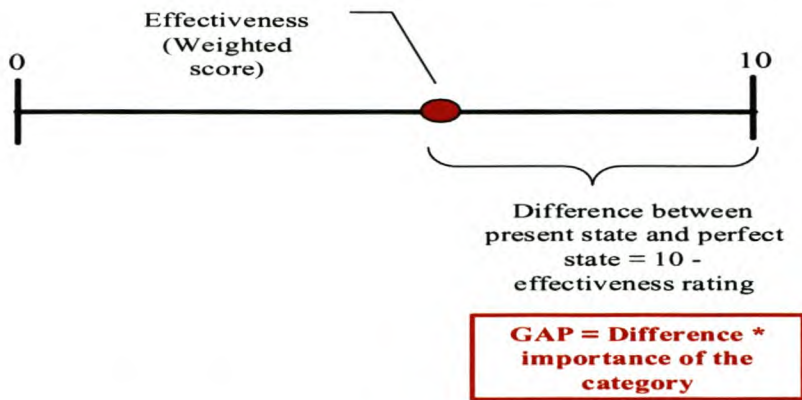 Effectiveness
(Weighted
score)
0
10
Difference between
present state and perfect
state = 10 -
effectiveness rating
GAP = Difference *
importance of the
category